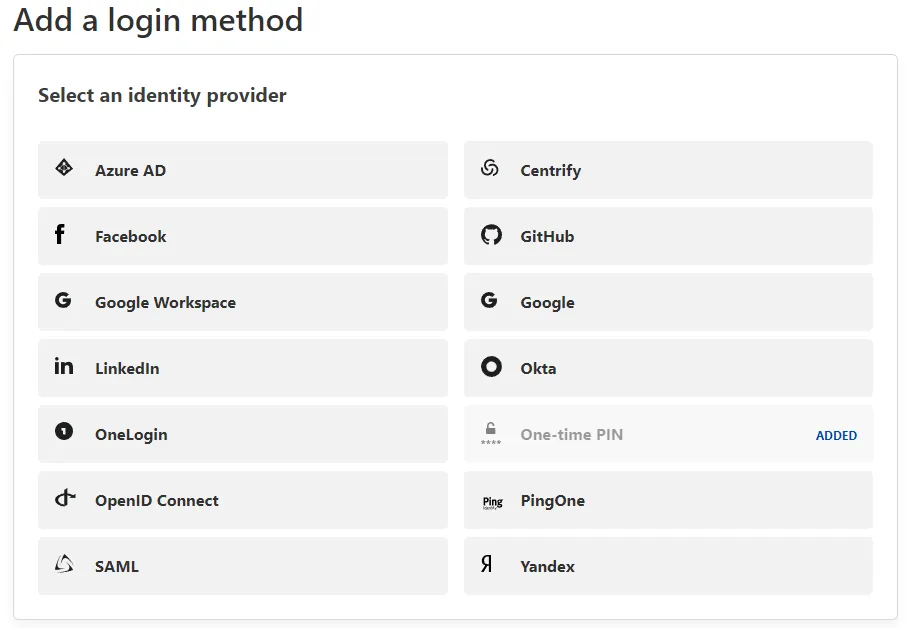 Add a login method
Select an identity provider
Azure AD
Centrify
Facebook
GitHub
Google Workspace
Google
LinkedIn
Okta
OneLogin
One-time PIN ADDED
OpenID Connect
Ping
Identity
PingOne
SAML
Yandex